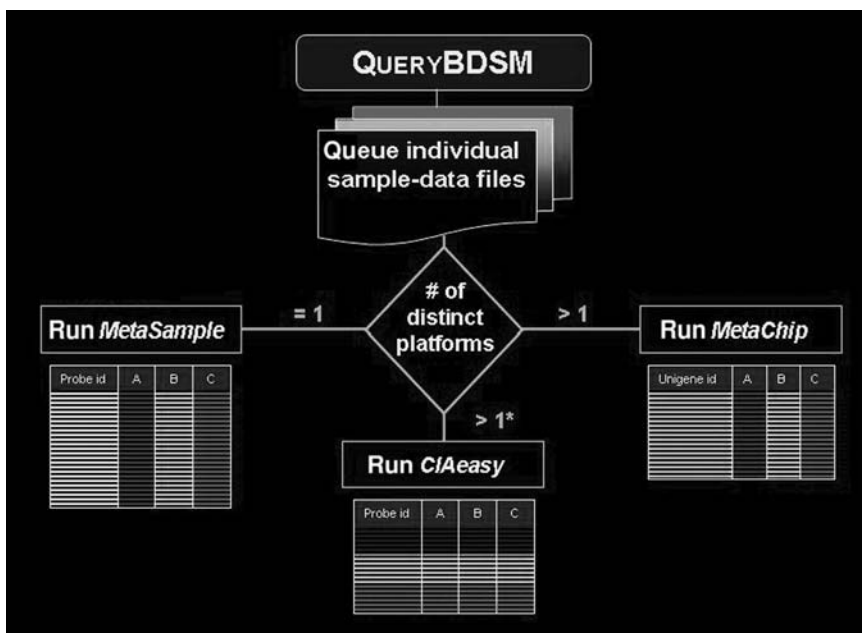 QUERYBDSM
Queue individual
sample-data files
# of
distinct
platforms
= 1
> 1
> 1*
Run MetaSample
Probe id A B C
Run MetaChip
Unigene id A B C
Run CIAeasy
Probe id A B C